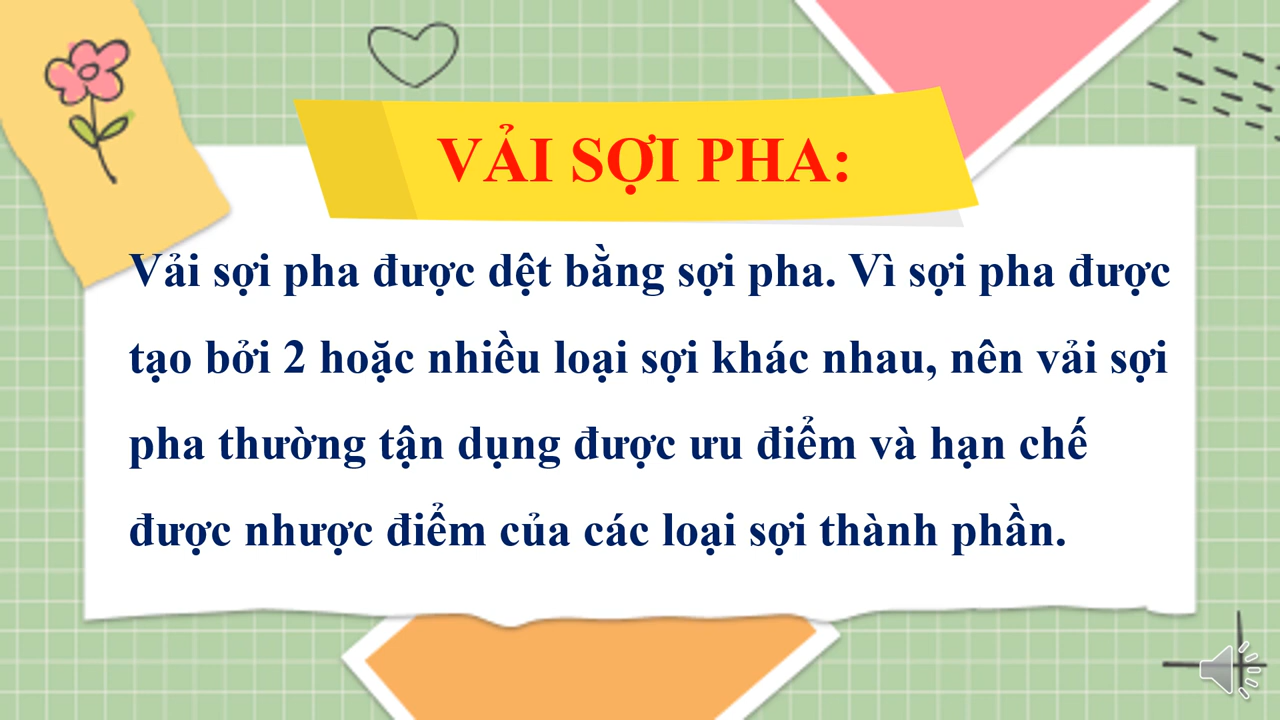 VẢI SỢI PHA:
Vải sợi pha được dệt bằng sợi pha. Vì sợi pha được
tạo bởi 2 hoặc nhiều loại sợi khác nhau, nên vải sợi
pha thường tận dụng được ưu điểm và hạn chế
được nhược điểm của các loại sợi thành phần.